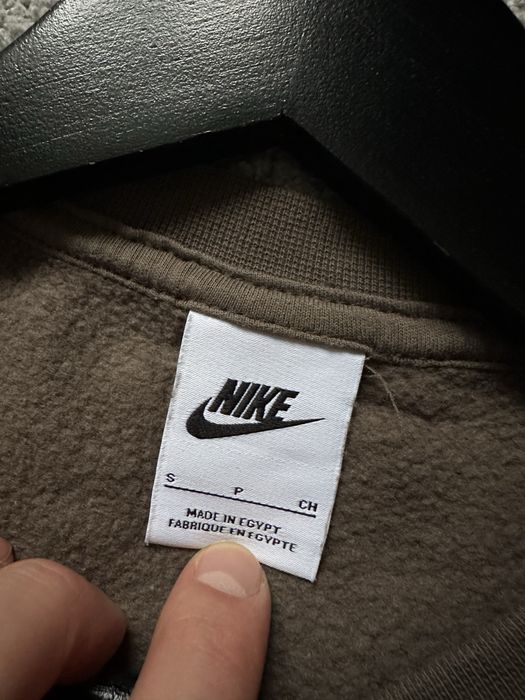 NIKE
S P CH
MADE IN EGYPT
FABRIQUE EN EGYPTE